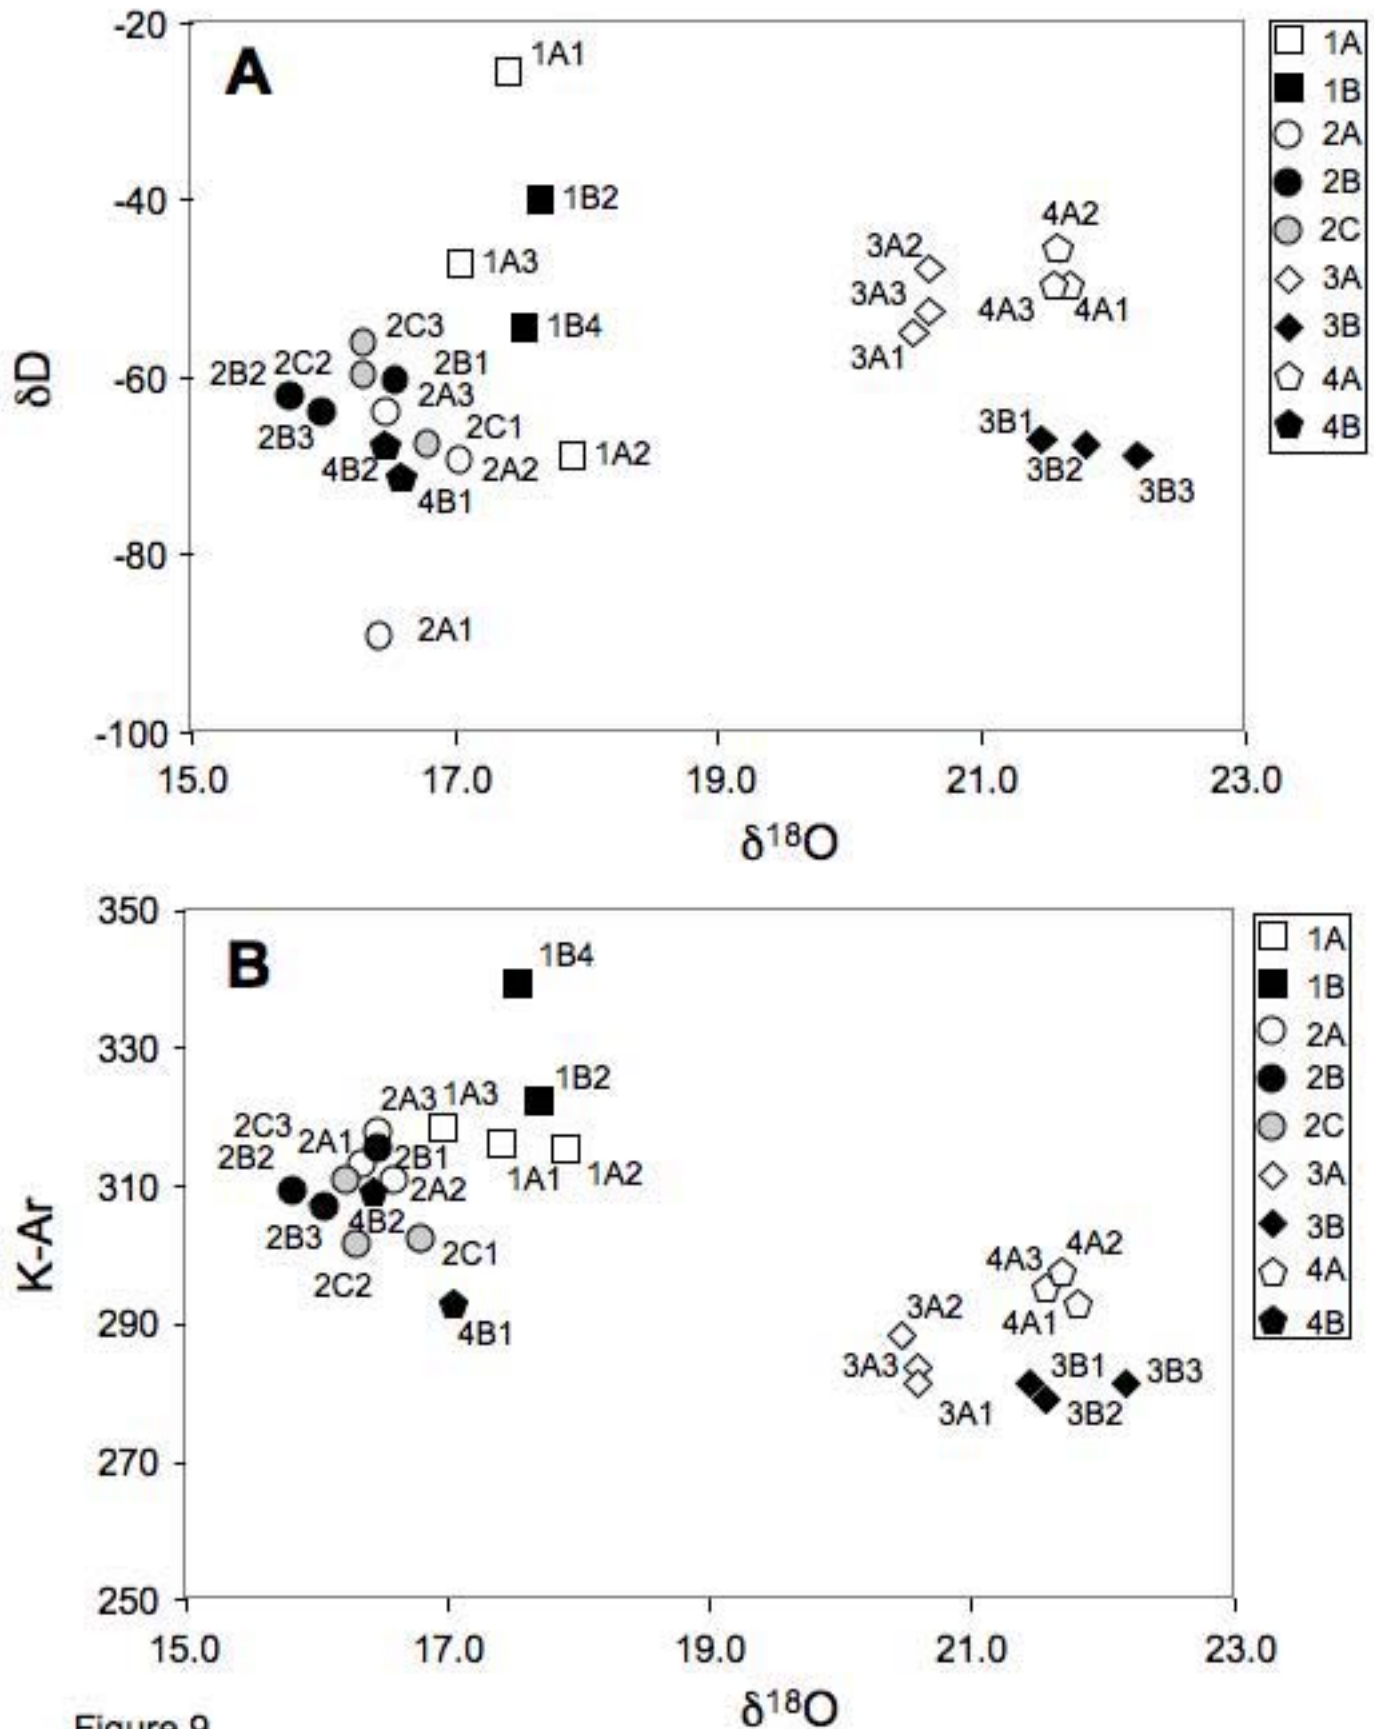 -20
A
1A1
1A
1B
2A
2B
2C
3A
3B
4A
4B
-40
1B2
1A3
4A2
3A2
3A3
4A3
4A1
3A1
2C3
1B4
2B2
2C2
2B1
δD
-60
2A3
2B3
2C1
4B2
2A2
1A2
4B1
3B1
3B2
3B3
-80
2A1
-100
15.0
17.0
19.0
21.0
23.0
δ18O
350
B
1B4
1A
1B
2A
2B
2C
3A
3B
4A
4B
330
1B2
2A3
1A3
2C3
2A1
2B2
2B1
310
2A2
1A1
1A2
K-Ar
2B3
4B2
2C1
2C2
4A3
4A2
290
4B1
3A2
4A1
3A3
3B1
3B3
3A1
3B2
270
250
15.0
17.0
19.0
21.0
23.0
δ18O
Figure 9